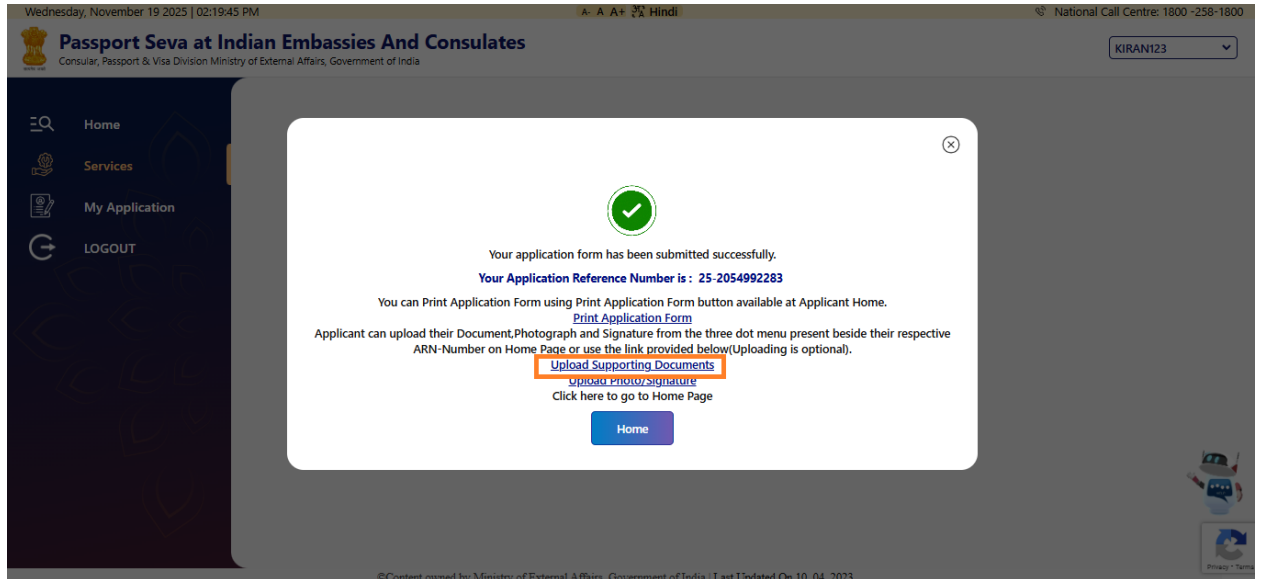 Wednesday, November 19 2025 | 02:19:45 PM
A- A A+ Hindi
National Call Centre: 1800 -258-1800
Passport Seva at Indian Embassies And Consulates
Consular, Passport & Visa Division Ministry of External Affairs, Government of India
KIRAN123
Home
Services
My Application
LOGOUT
Your application form has been submitted successfully.
Your Application Reference Number is : 25-2054992283
You can Print Application Form using Print Application Form button available at Applicant Home.
Print Application Form
Applicant can upload their Document,Photograph and Signature from the three dot menu present beside their respective
ARN-Number on Home Page or use the link provided below(Uploading is optional).
Upload Supporting Documents
Upload Photo/Signature
Click here to go to Home Page
Home
Privacy - Terms
©Content owned by Ministry of External Affairs, Government of India | Last Updated On 10, 04, 2023